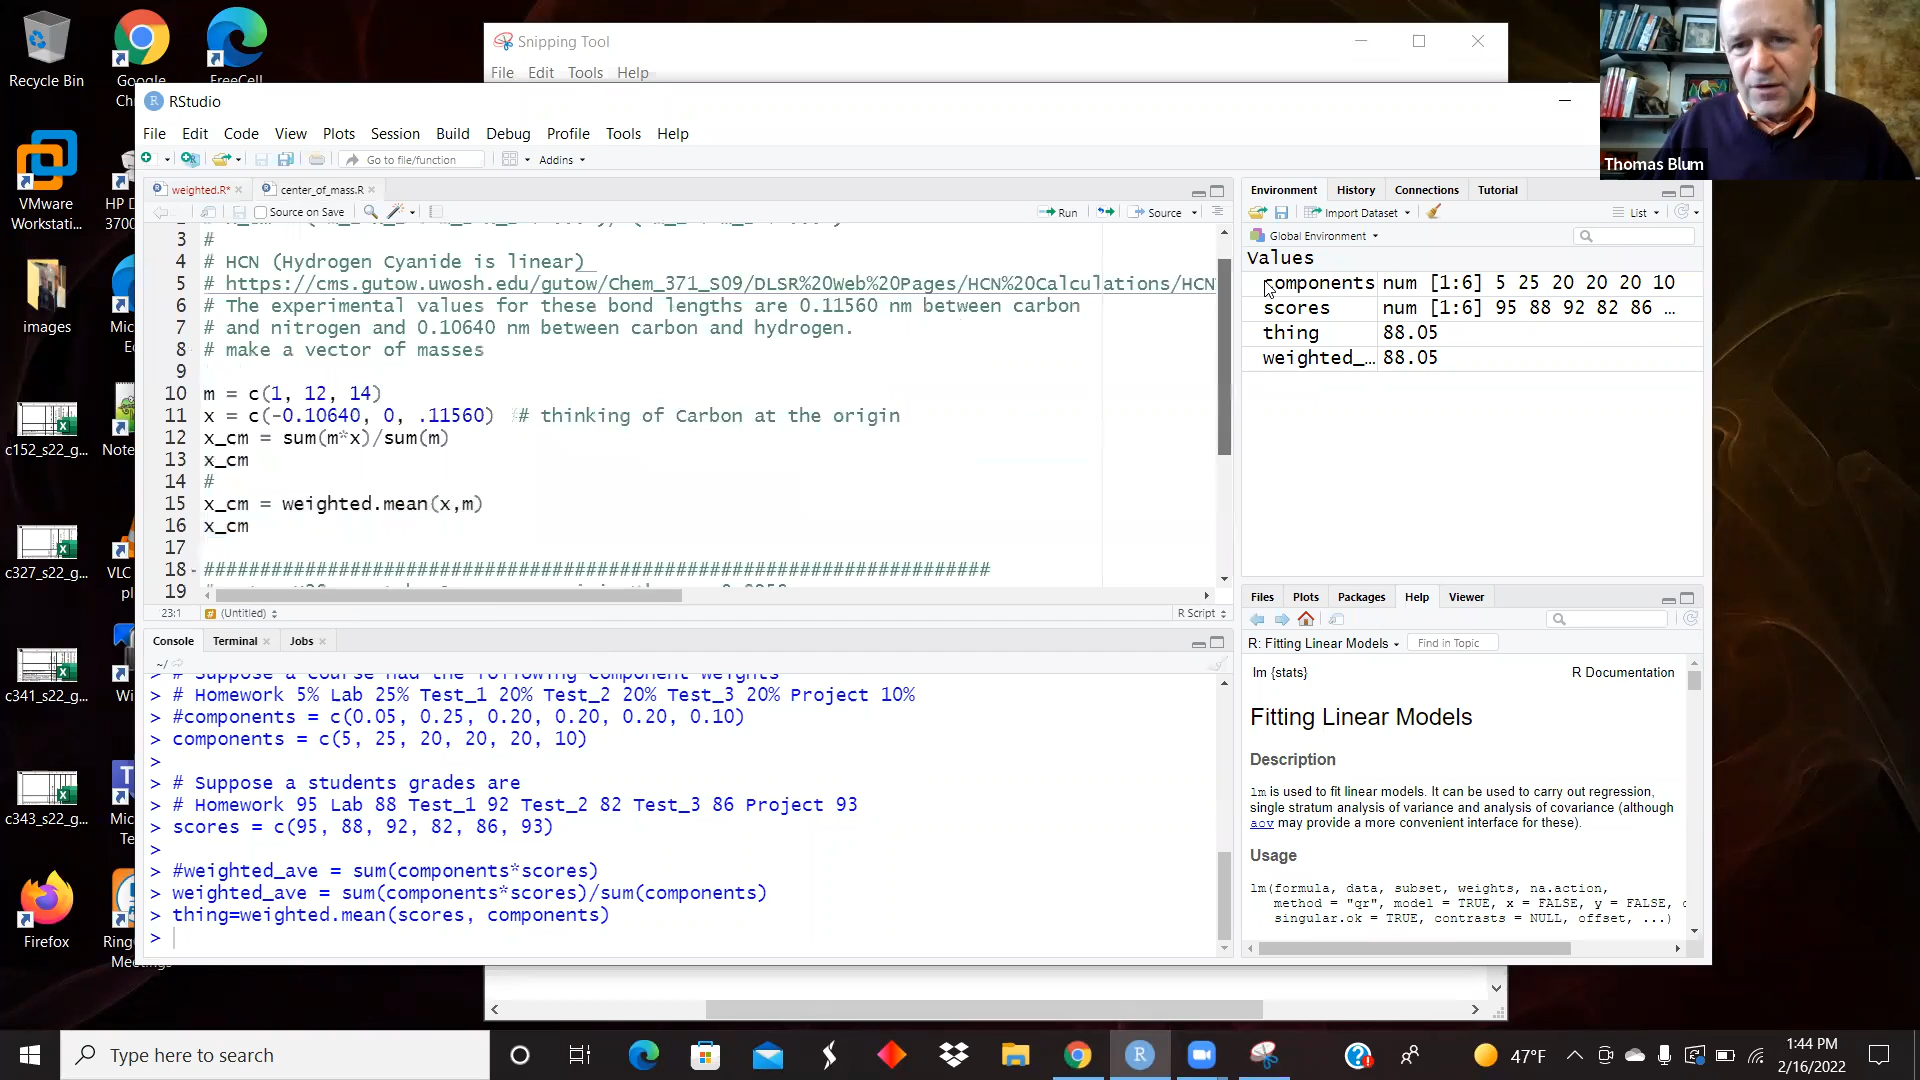 Recycle Bin
Google
FreeCell
VMware
Workstati...
images
c152_s22_g...
c327_s22_g...
c341_s22_g...
c343_s22_g...
Firefox
Snipping Tool
File Edit Tools Help
RStudio
File Edit Code View Plots Session Build Debug Profile Tools Help
Go to file/function
Addins
weighted.R*
center_of_mass.R
Source on Save
Run
Source
3 #
4 # HCN (Hydrogen Cyanide is linear)
5 # https://cms.gutow.uwosh.edu/gutow/Chem_371_S09/DLSR%20Web%20Pages/HCN%20Calculations/HCN
6 # The experimental values for these bond lengths are 0.11560 nm between carbon
7 # and nitrogen and 0.10640 nm between carbon and hydrogen.
8 # make a vector of masses
9
10 m = c(1, 12, 14)
11 x = c(-0.10640, 0, .11560) # thinking of Carbon at the origin
12 x_cm = sum(m*x)/sum(m)
13 x_cm
14 #
15 x_cm = weighted.mean(x,m)
16 x_cm
17
18 ######################################################################
19
23:1
(Untitled)
R Script
Console Terminal Jobs
~/
> # Suppose a course had the following component weights
> # Homework 5% Lab 25% Test_1 20% Test_2 20% Test_3 20% Project 10%
> #components = c(0.05, 0.25, 0.20, 0.20, 0.20, 0.10)
> components = c(5, 25, 20, 20, 20, 10)
>
> # Suppose a students grades are
> # Homework 95 Lab 88 Test_1 92 Test_2 82 Test_3 86 Project 93
> scores = c(95, 88, 92, 82, 86, 93)
>
> #weighted_ave = sum(components*scores)
> weighted_ave = sum(components*scores)/sum(components)
> thing=weighted.mean(scores, components)
>
Thomas Blum
Environment History Connections Tutorial
Import Dataset
List
Global Environment
Values
components num [1:6] 5 25 20 20 20 10
scores num [1:6] 95 88 92 82 86 ...
thing 88.05
weighted_... 88.05
Files Plots Packages Help Viewer
R: Fitting Linear Models
Find in Topic
lm {stats}
R Documentation
Fitting Linear Models
Description
lm is used to fit linear models. It can be used to carry out regression,
single stratum analysis of variance and analysis of covariance (although
aov may provide a more convenient interface for these).
Usage
lm(formula, data, subset, weights, na.action,
method = "qr", model = TRUE, x = FALSE, y = FALSE,
singular.ok = TRUE, contrasts = NULL, offset, ...)
Type here to search
47°F
1:44 PM
2/16/2022